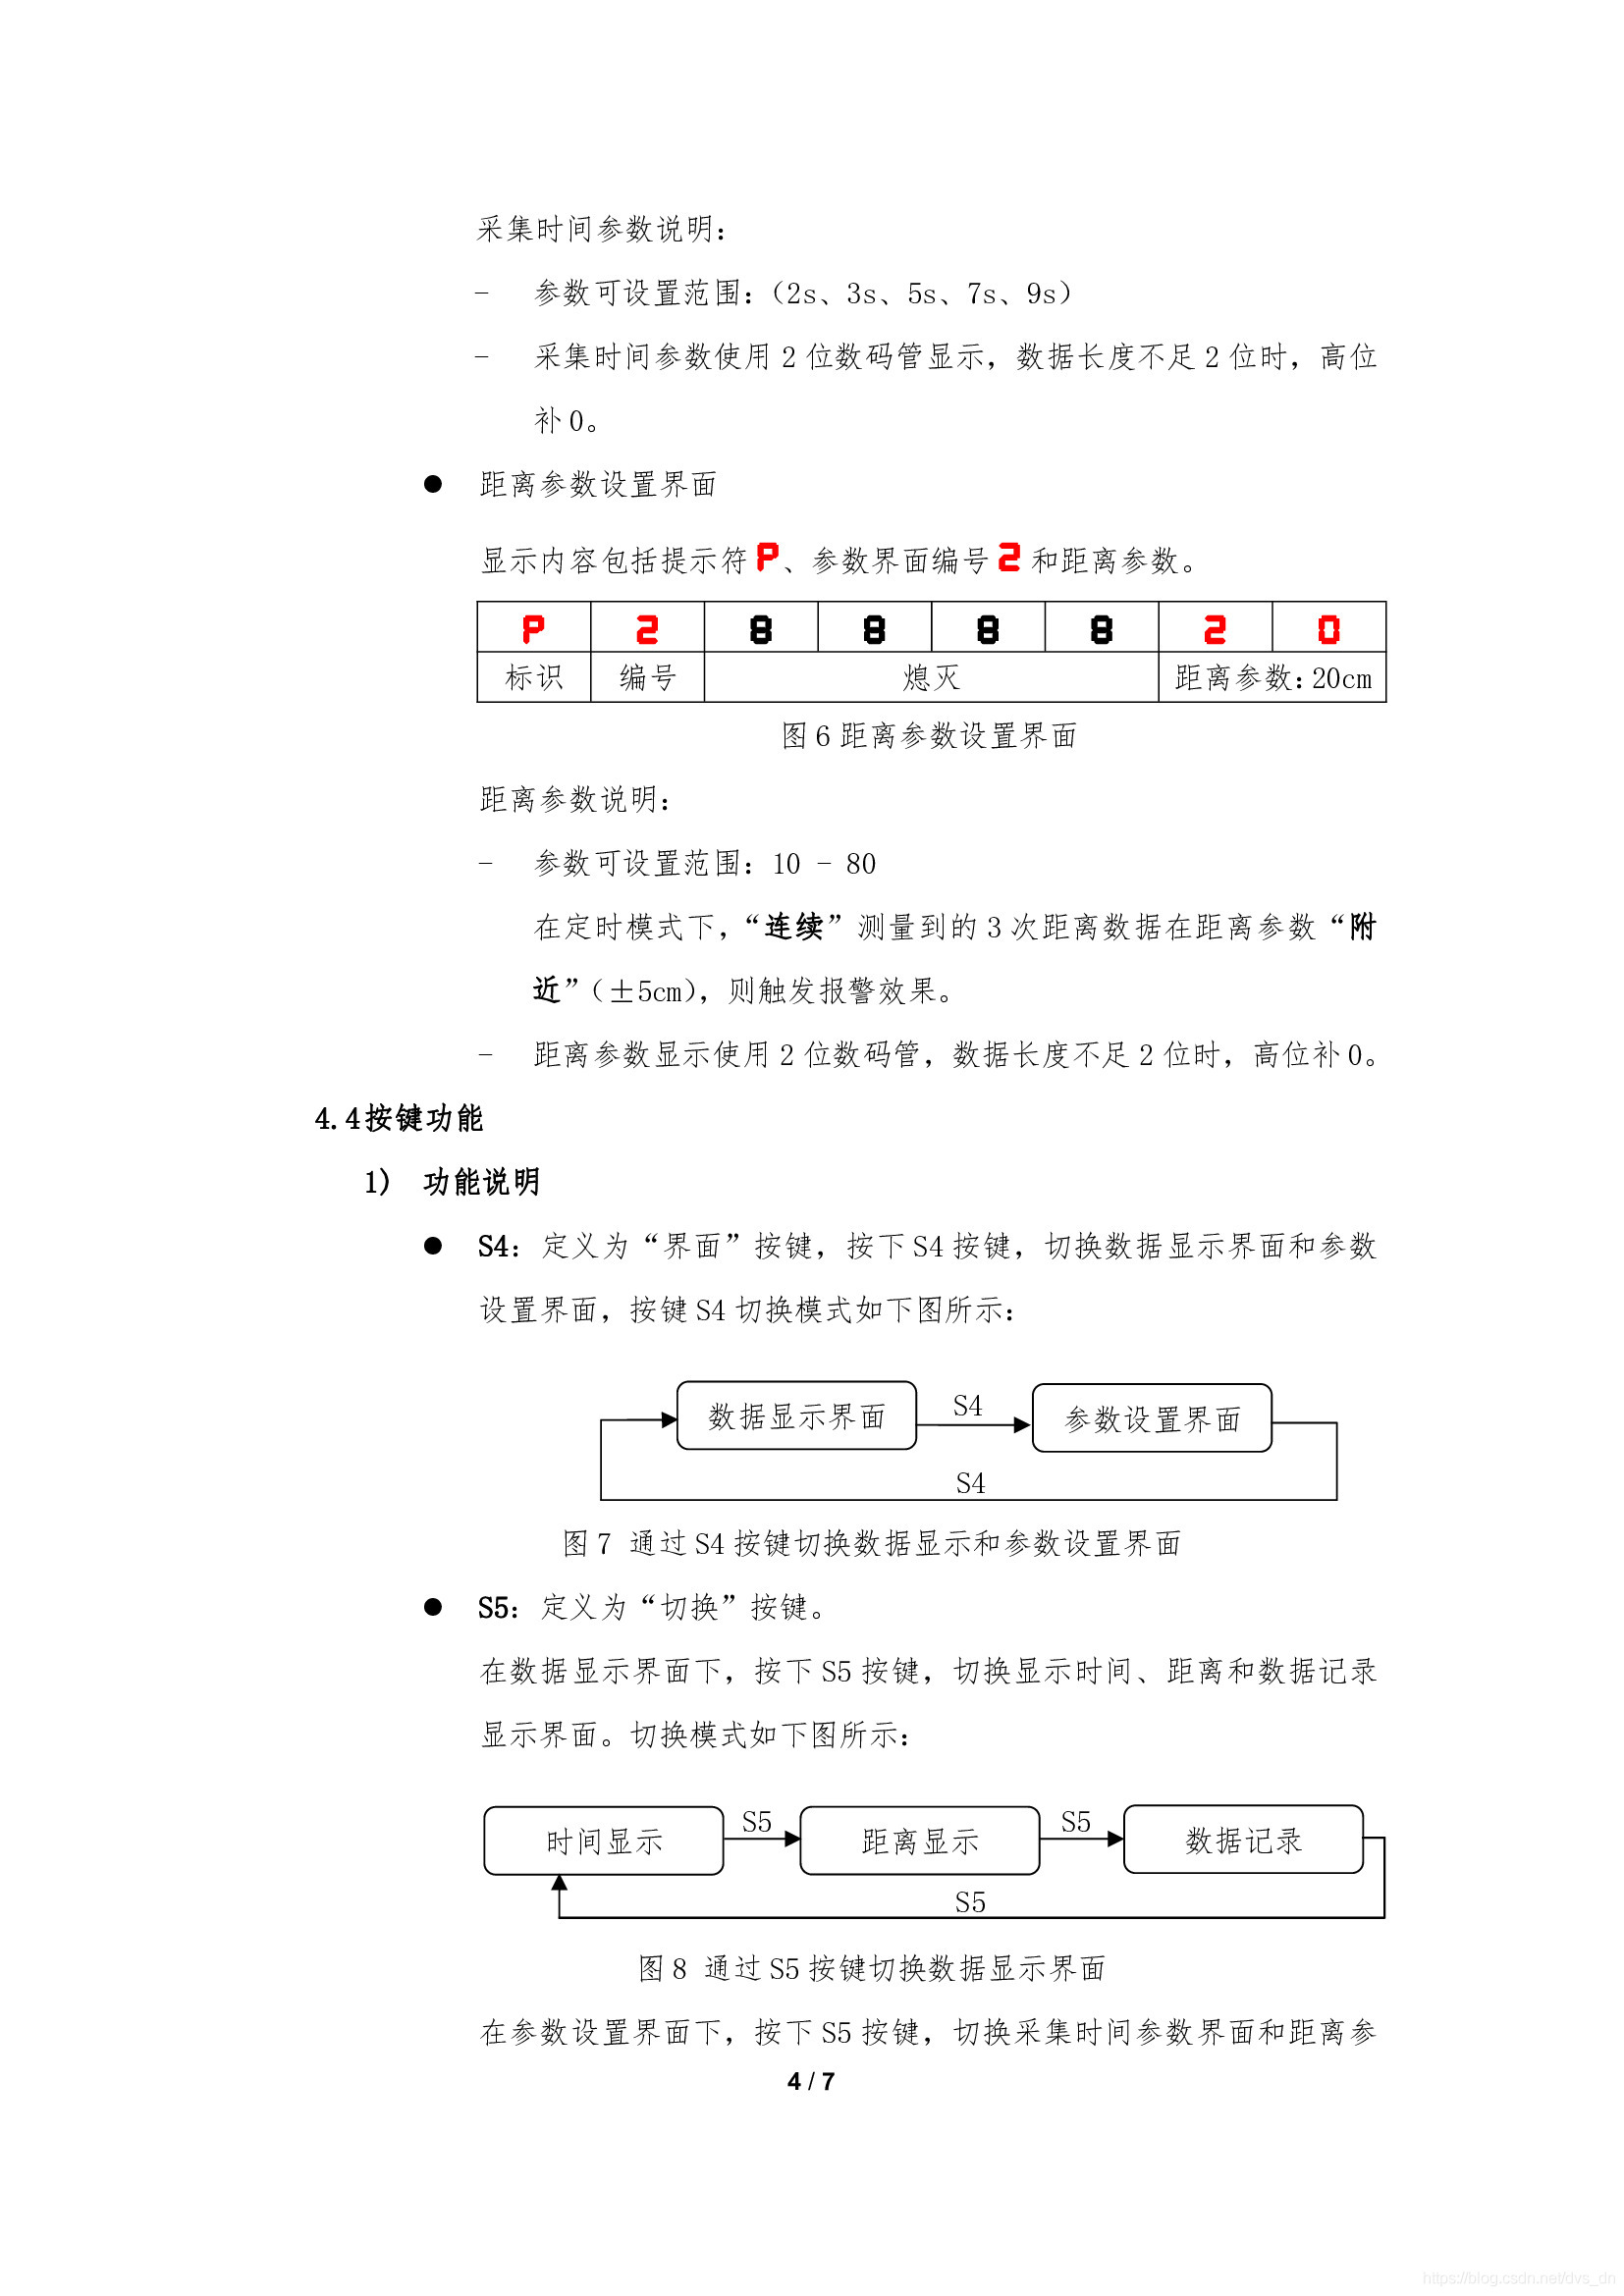 采集时间参数说明：
- 参数可设置范围：（2s、3s、5s、7s、9s）
- 采集时间参数使用 2 位数码管显示，数据长度不足 2 位时，高位
补 0。
● 距离参数设置界面
显示内容包括提示符 P、参数界面编号 2 和距离参数。
P 2 8 8 8 8 2 0
标识 编号 熄灭 距离参数：20cm
图 6 距离参数设置界面
距离参数说明：
- 参数可设置范围：10 - 80
在定时模式下，“连续”测量到的 3 次距离数据在距离参数“附
近”（±5cm），则触发报警效果。
- 距离参数显示使用 2 位数码管，数据长度不足 2 位时，高位补 0。
4.4 按键功能
1) 功能说明
● S4：定义为“界面”按键，按下 S4 按键，切换数据显示界面和参数
设置界面，按键 S4 切换模式如下图所示：
数据显示界面 S4 参数设置界面
S4
图 7 通过 S4 按键切换数据显示和参数设置界面
● S5：定义为“切换”按键。
在数据显示界面下，按下 S5 按键，切换显示时间、距离和数据记录
显示界面。切换模式如下图所示：
时间显示 S5 距离显示 S5 数据记录
S5
图 8 通过 S5 按键切换数据显示界面
在参数设置界面下，按下 S5 按键，切换采集时间参数界面和距离参
4 / 7
https://blog.csdn.net/dvs_dn